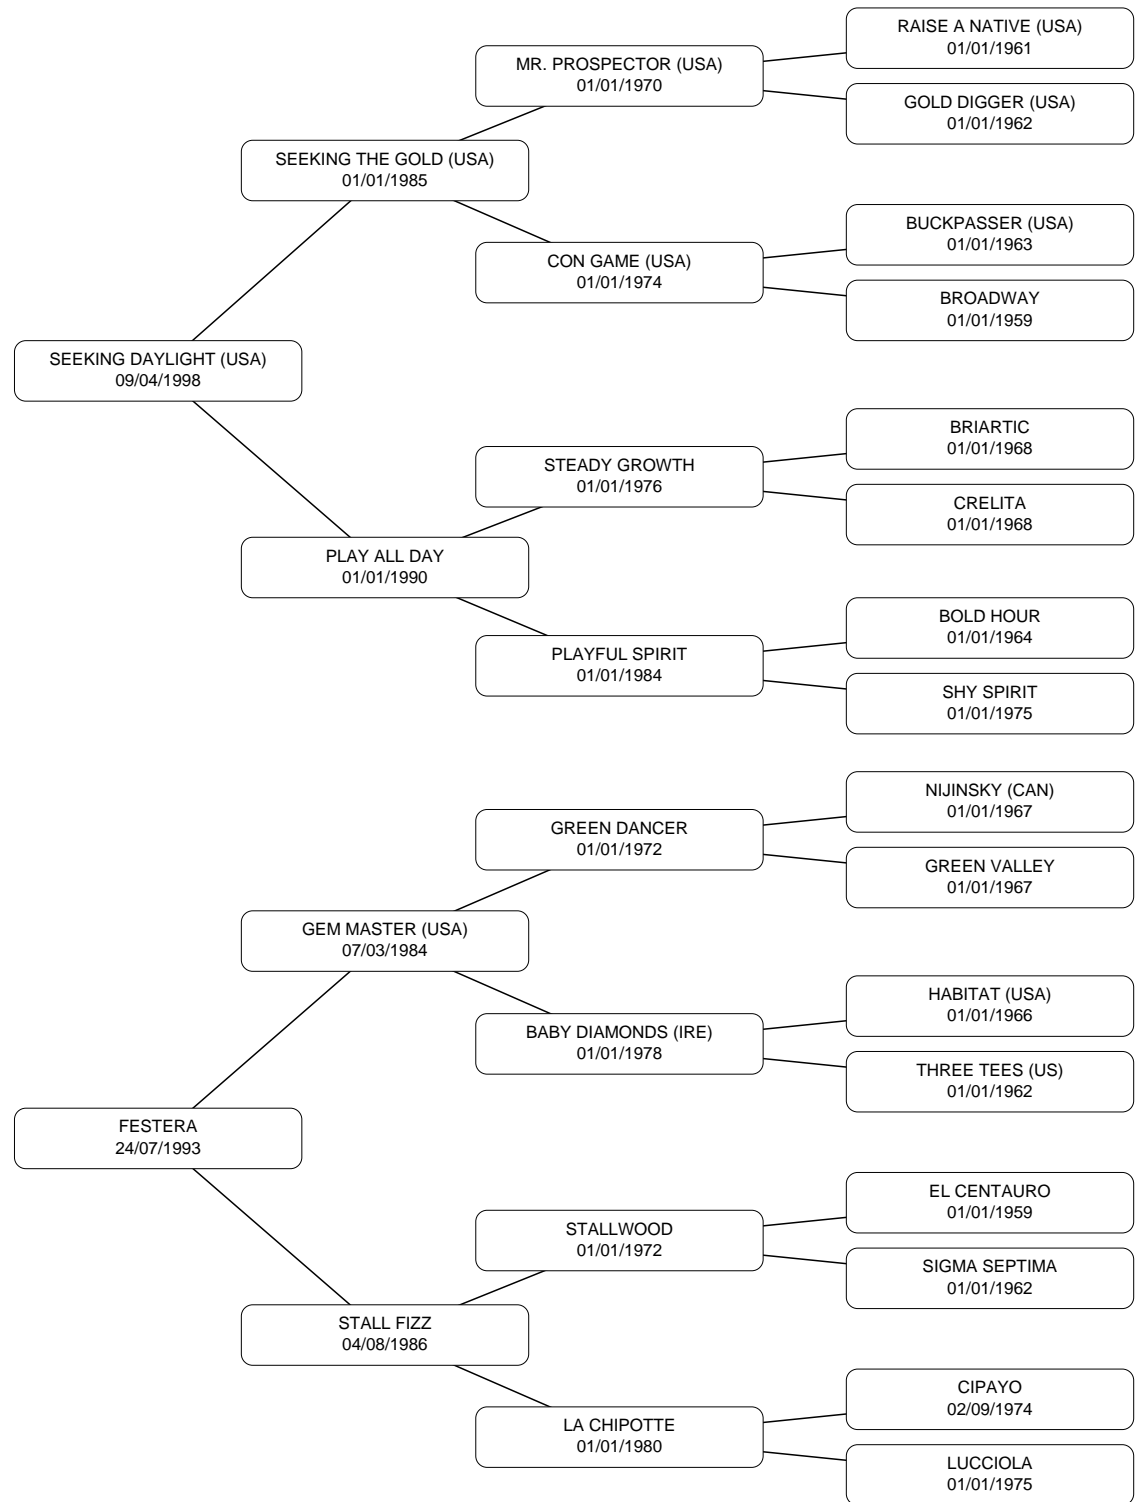 RAISE A NATIVE (USA)
01/01/1961
MR. PROSPECTOR (USA)
01/01/1970
GOLD DIGGER (USA)
01/01/1962
SEEKING THE GOLD (USA)
01/01/1985
BUCKPASSER (USA)
01/01/1963
CON GAME (USA)
01/01/1974
BROADWAY
01/01/1959
SEEKING DAYLIGHT (USA)
09/04/1998
BRIARTIC
01/01/1968
STEADY GROWTH
01/01/1976
CRELITA
01/01/1968
PLAY ALL DAY
01/01/1990
BOLD HOUR
01/01/1964
PLAYFUL SPIRIT
01/01/1984
SHY SPIRIT
01/01/1975
NIJINSKY (CAN)
01/01/1967
GREEN DANCER
01/01/1972
GREEN VALLEY
01/01/1967
GEM MASTER (USA)
07/03/1984
HABITAT (USA)
01/01/1966
BABY DIAMONDS (IRE)
01/01/1978
THREE TEES (US)
01/01/1962
FESTERA
24/07/1993
EL CENTAURO
01/01/1959
STALLWOOD
01/01/1972
SIGMA SEPTIMA
01/01/1962
STALL FIZZ
04/08/1986
CIPAYO
02/09/1974
LA CHIPOTTE
01/01/1980
LUCCIOLA
01/01/1975